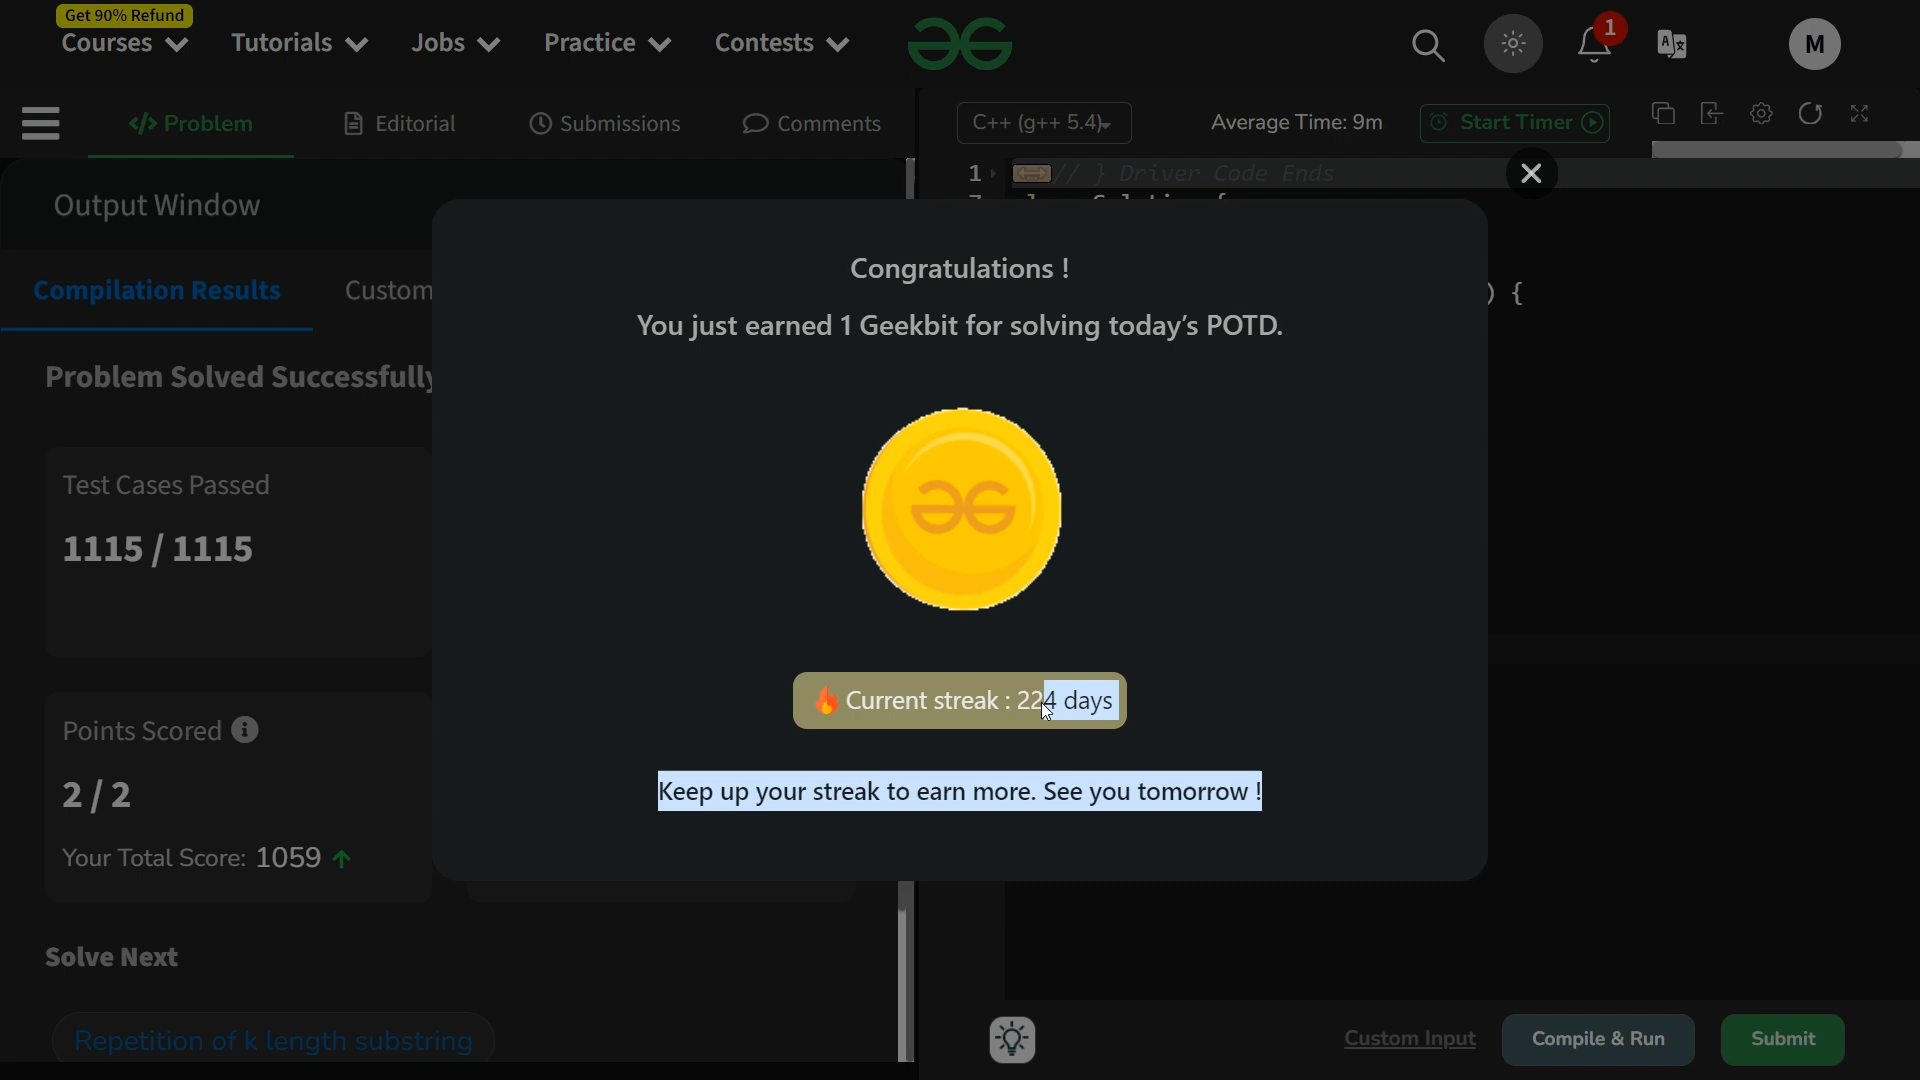 Get 90% Refund
Courses Tutorials Jobs Practice Contests
1
M
Problem Editorial Submissions Comments
C++ (g++ 5.4) Average Time: 9m Start Timer
1 // } Driver Code Ends
Output Window
Congratulations !
Compilation Results Custom
) {
You just earned 1 Geekbit for solving today's POTD.
Problem Solved Successfully
Test Cases Passed
1115 / 1115
Current streak : 224 days
Points Scored
2 / 2
Keep up your streak to earn more. See you tomorrow !
Your Total Score: 1059
Solve Next
Repetition of k length substring
Custom Input Compile & Run Submit